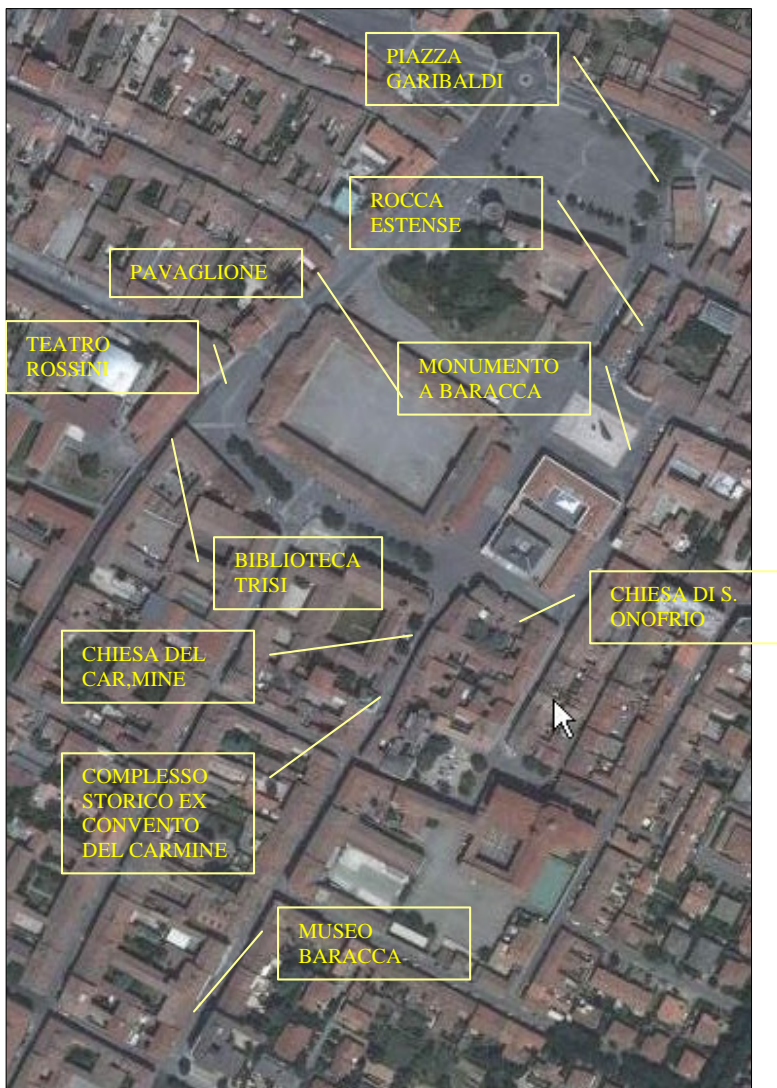 PIAZZA
GARIBALDI
ROCCA
ESTENSE
PAVAGLIONE
TEATRO
ROSSINI
MONUMENTO
A BARACCA
BIBLIOTECA
TRISI
CHIESA DI S.
ONOFRIO
CHIESA DEL
CAR,MINE
COMPLESSO
STORICO EX
CONVENTO
DEL CARMINE
MUSEO
BARACCA